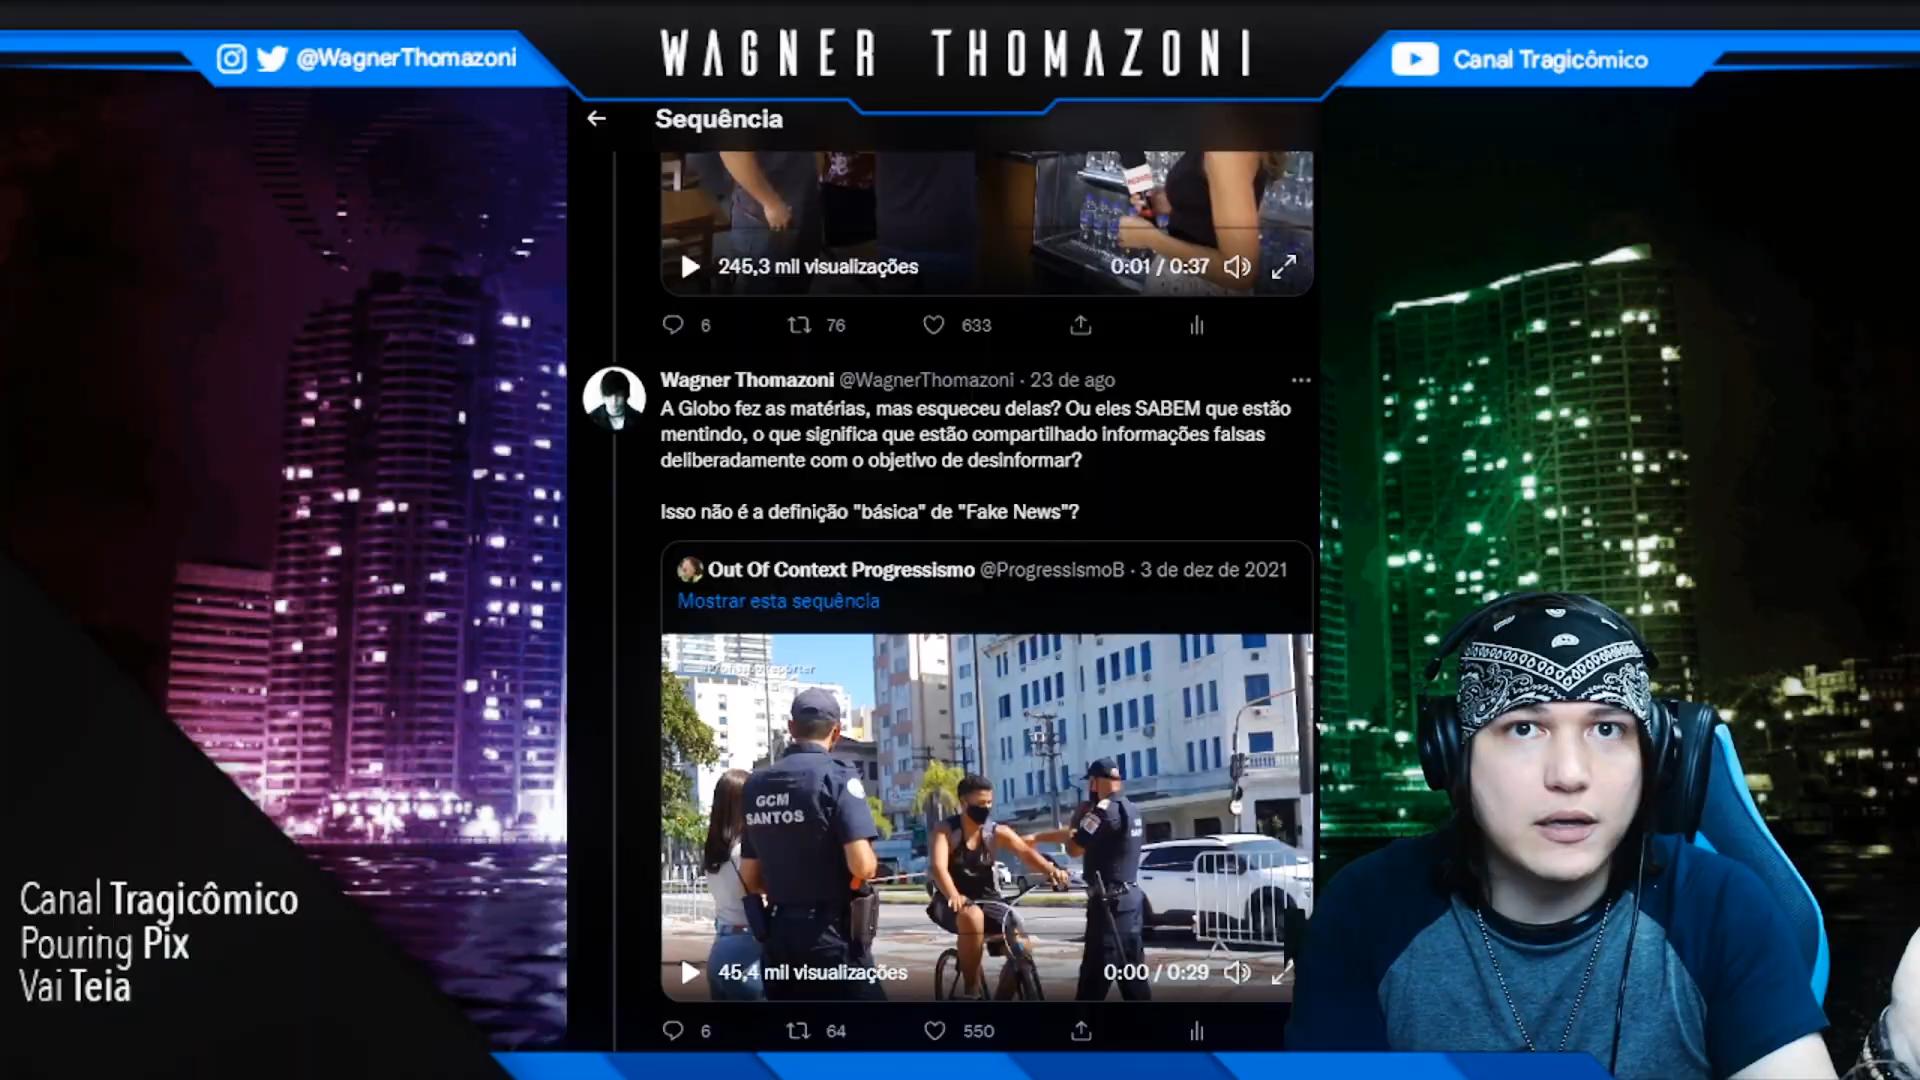 @WagnerThomazoni
WAGNER THOMAZONI
Canal Tragicômico
Sequência
245,3 mil visualizações
0:01 / 0:37
6
76
633
Wagner Thomazoni @WagnerThomazoni · 23 de ago
A Globo fez as matérias, mas esqueceu delas? Ou eles SABEM que estão
mentindo, o que significa que estão compartilhado informações falsas
deliberadamente com o objetivo de desinformar?
Isso não é a definição "básica" de "Fake News"?
Out Of Context Progressismo @ProgressismoB · 3 de dez de 2021
Mostrar esta sequência
GCM
SANTOS
45,4 mil visualizações
0:00 / 0:29
6
64
550
Canal Tragicômico
Pouring Pix
Vai Teia